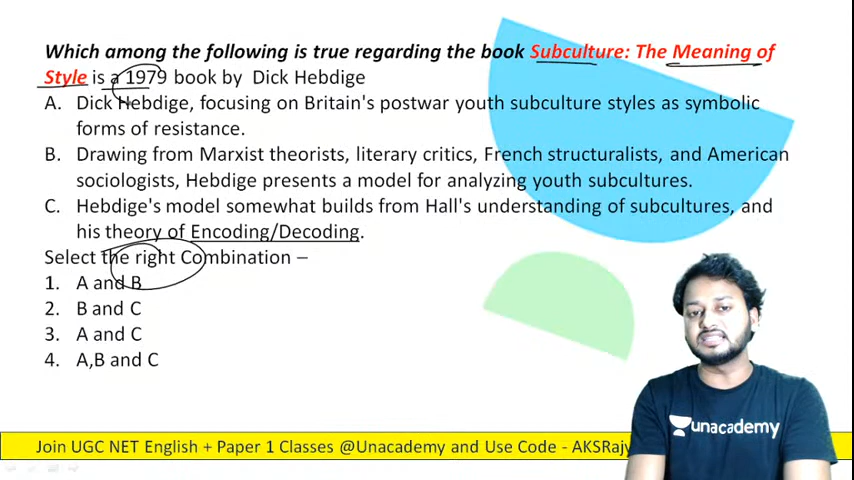 Which among the following is true regarding the book Subculture: The Meaning of
Style is a 1979 book by Dick Hebdige
A. Dick Hebdige, focusing on Britain's postwar youth subculture styles as symbolic
forms of resistance.
B. Drawing from Marxist theorists, literary critics, French structuralists, and American
sociologists, Hebdige presents a model for analyzing youth subcultures.
C. Hebdige's model somewhat builds from Hall's understanding of subcultures, and
his theory of Encoding/Decoding.
Select the right Combination –
1. A and B
2. B and C
3. A and C
4. A,B and C
unacademy
Join UGC NET English + Paper 1 Classes @Unacademy and Use Code - AKSRaj